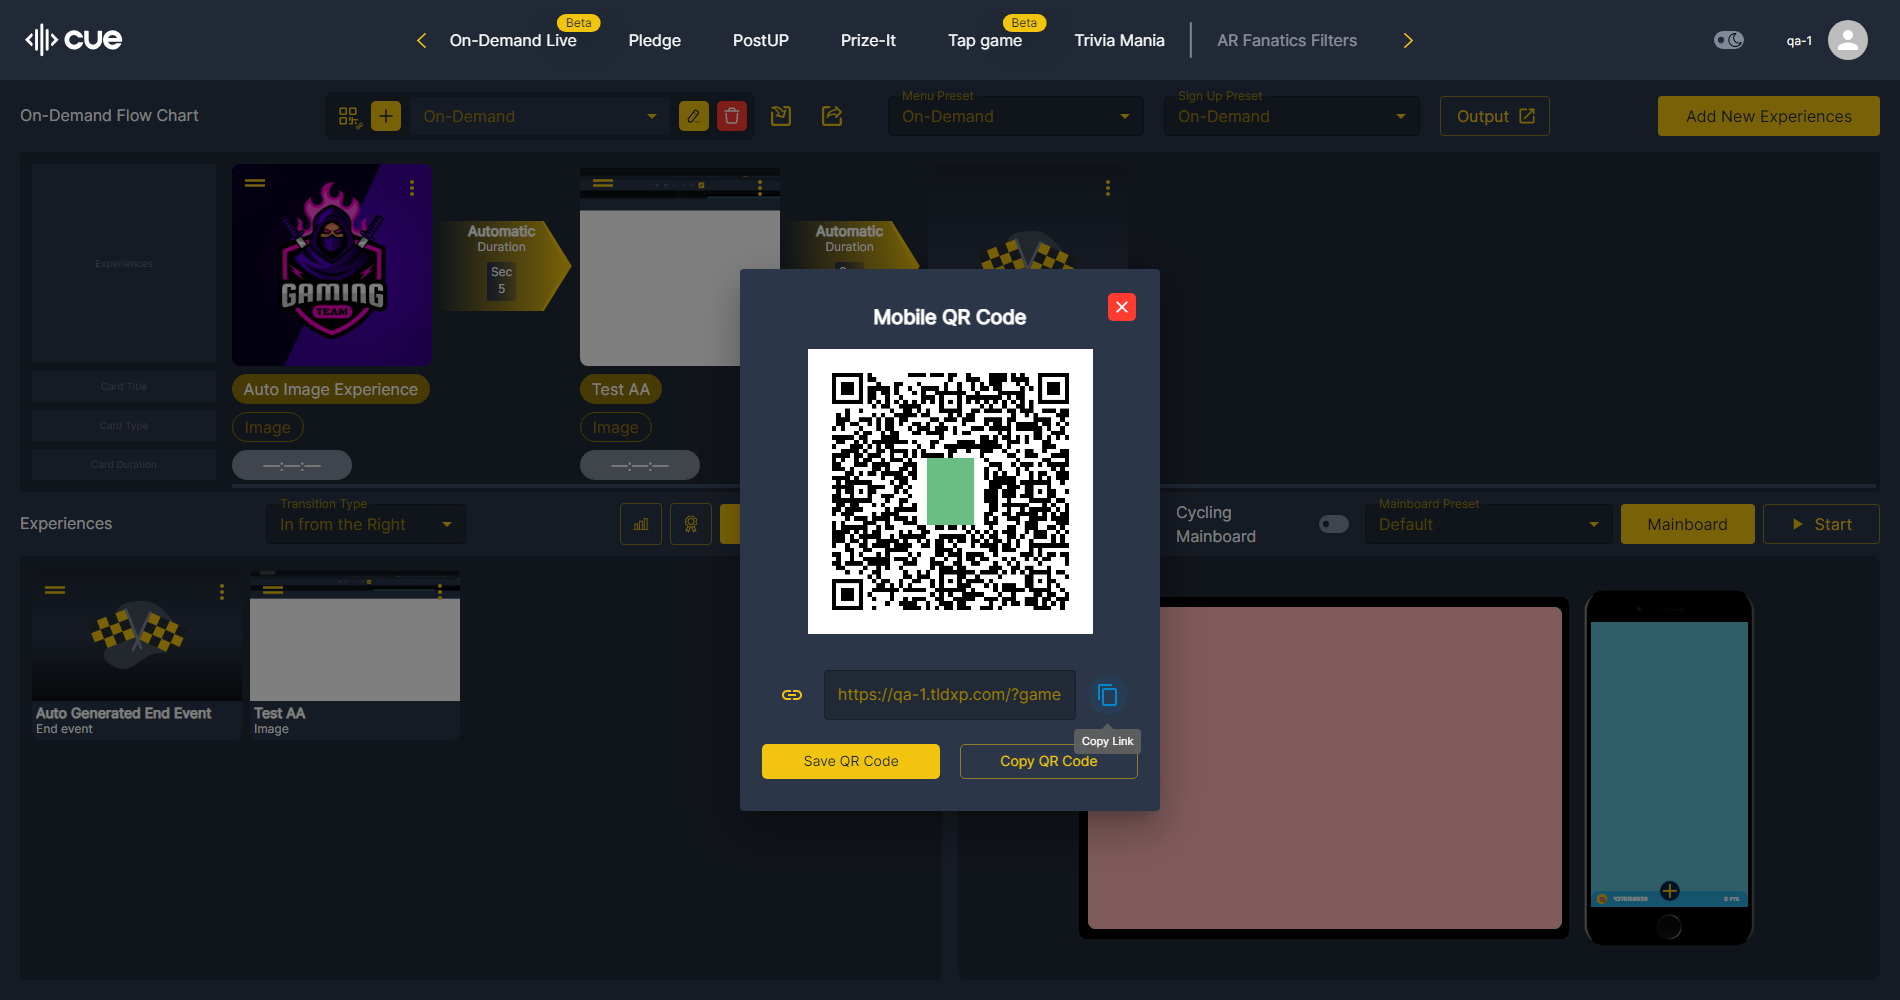 cue
On-Demand Live
Beta
Pledge
PostUP
Prize-It
Tap game
Beta
Trivia Mania
AR Fanatics Filters
qa-1
On-Demand Flow Chart
On-Demand
Menu Preset
On-Demand
Sign Up Preset
On-Demand
Output
Add New Experiences
Experiences
Card Title
Card Type
Card Duration
GAMING
TEAM
Auto Image Experience
Image
—:—:—
Automatic
Duration
Sec
5
Test AA
Image
—:—:—
Automatic
Duration
Experiences
Transition Type
In from the Right
Cycling
Mainboard
Mainboard Preset
Default
Mainboard
Start
Auto Generated End Event
End event
Test AA
Image
Mobile QR Code
https://qa-1.tldxp.com/?game
Copy Link
Save QR Code
Copy QR Code
0 PTS.